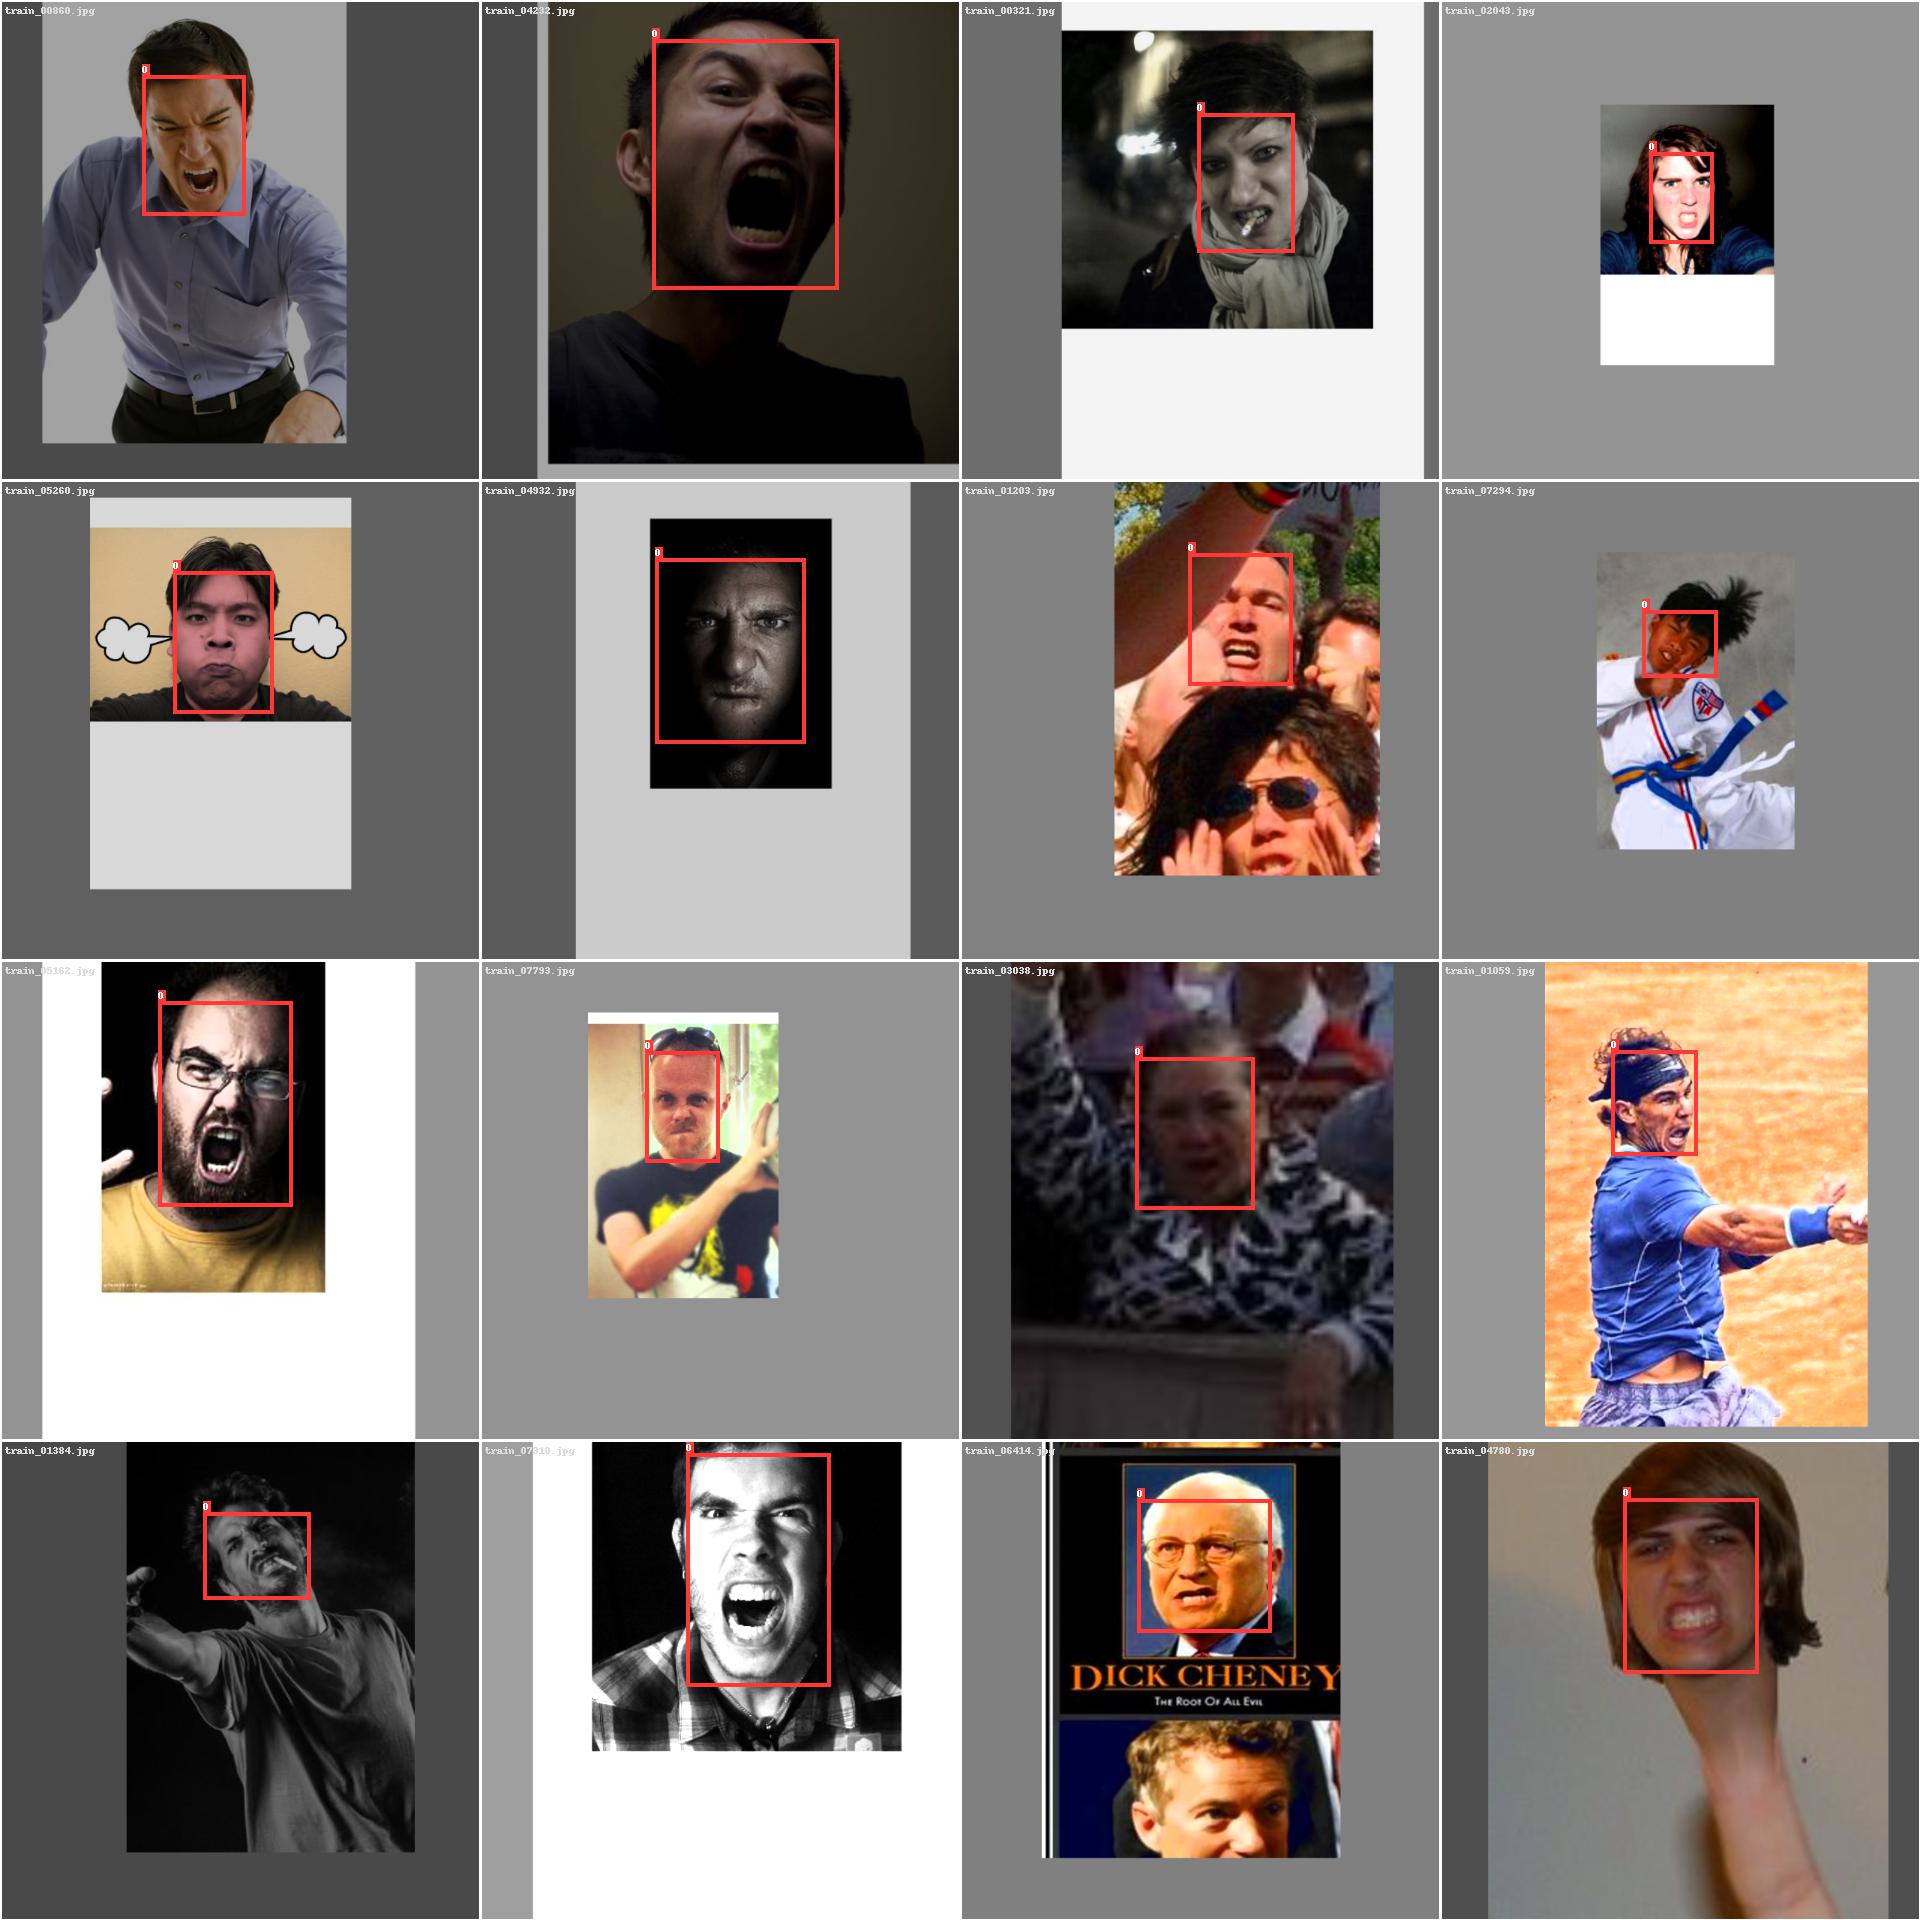 train_00860.jpg
train_04232.jpg
train_00321.jpg
train_02043.jpg
0
0
0
0
train_05260.jpg
train_04932.jpg
train_01203.jpg
train_07294.jpg
0
0
0
0
train_05162.jpg
train_07793.jpg
train_03038.jpg
train_01059.jpg
0
0
0
0
train_01384.jpg
train_07310.jpg
train_06414.jpg
train_04780.jpg
0
0
0
0
DICK CHENEY
THE ROOT OF ALL EVIL